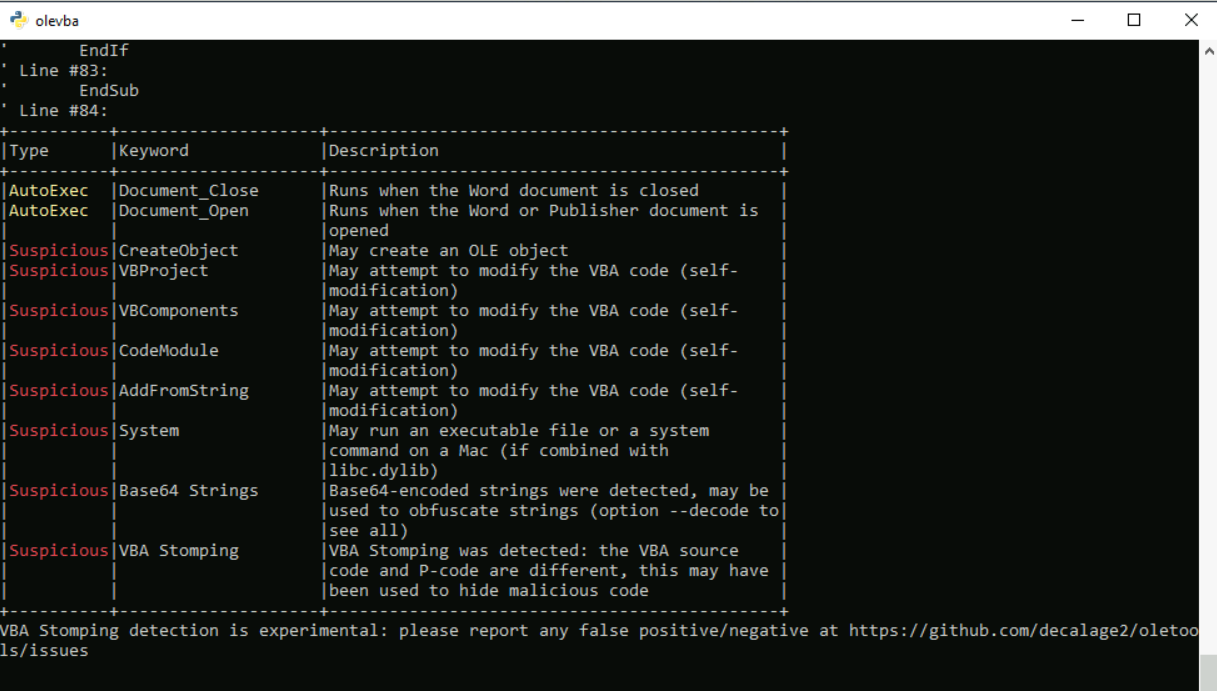 olevba
'       EndIf
' Line #83:
'       EndSub
' Line #84:
+----------+--------------------+---------------------------------------------+
|Type      |Keyword             |Description                                  |
+----------+--------------------+---------------------------------------------+
|AutoExec  |Document_Close      |Runs when the Word document is closed        |
|AutoExec  |Document_Open       |Runs when the Word or Publisher document is  |
|          |                    |opened                                       |
|Suspicious|CreateObject        |May create an OLE object                     |
|Suspicious|VBProject           |May attempt to modify the VBA code (self-    |
|          |                    |modification)                                |
|Suspicious|VBComponents        |May attempt to modify the VBA code (self-    |
|          |                    |modification)                                |
|Suspicious|CodeModule          |May attempt to modify the VBA code (self-    |
|          |                    |modification)                                |
|Suspicious|AddFromString       |May attempt to modify the VBA code (self-    |
|          |                    |modification)                                |
|Suspicious|System              |May run an executable file or a system       |
|          |                    |command on a Mac (if combined with           |
|          |                    |libc.dylib)                                  |
|Suspicious|Base64 Strings      |Base64-encoded strings were detected, may be |
|          |                    |used to obfuscate strings (option --decode to|
|          |                    |see all)                                     |
|Suspicious|VBA Stomping        |VBA Stomping was detected: the VBA source    |
|          |                    |code and P-code are different, this may have |
|          |                    |been used to hide malicious code             |
+----------+--------------------+---------------------------------------------+
VBA Stomping detection is experimental: please report any false positive/negative at https://github.com/decalage2/oletoo
ls/issues